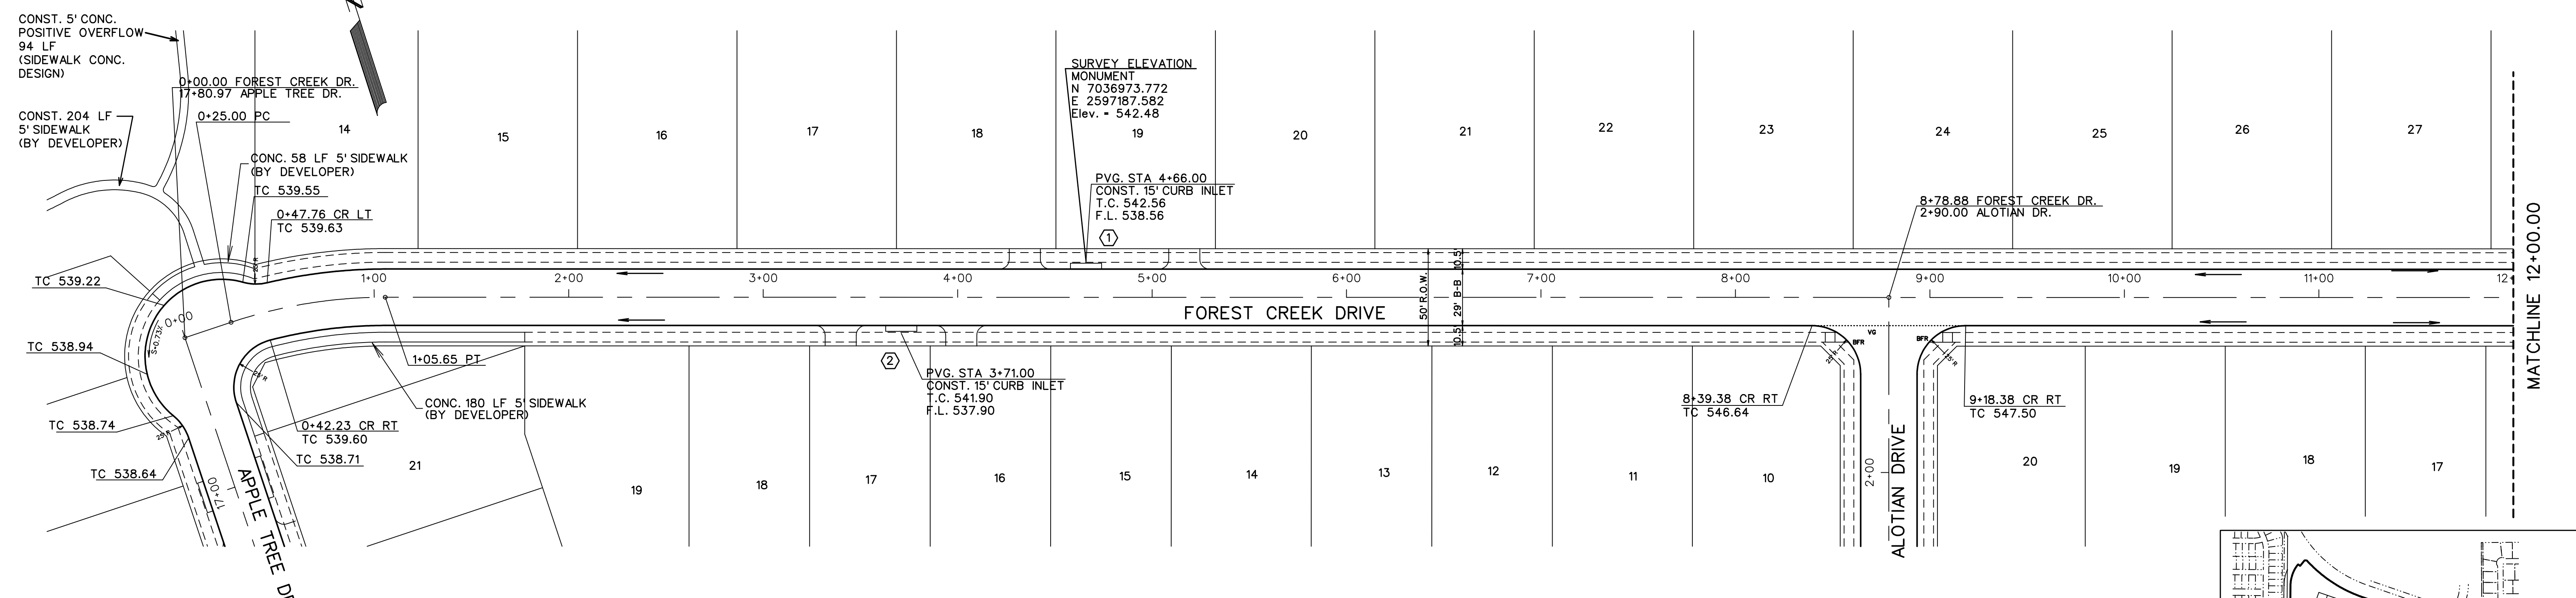 CONST. 5' CONC.
POSITIVE OVERFLOW
94 LF
(SIDEWALK CONC.
DESIGN)
0+00.00 FOREST CREEK DR.
17+80.97 APPLE TREE DR.
CONST. 204 LF
5' SIDEWALK
(BY DEVELOPER)
0+25.00 PC
CONC. 58 LF 5' SIDEWALK
(BY DEVELOPER)
TC 539.55
0+47.76 CR LT
TC 539.63
SURVEY ELEVATION
MONUMENT
N 7036973.772
E 2597187.582
Elev. = 542.48
PVG. STA 4+66.00
CONST. 15' CURB INLET
T.C. 542.56
F.L. 538.56
1
8+78.88 FOREST CREEK DR.
2+90.00 ALOTIAN DR.
14
15
16
17
18
19
20
21
22
23
24
25
26
27
MATCHLINE 12+00.00
25' R
TC 539.22
0+00
1+00
2+00
3+00
4+00
5+00
6+00
7+00
8+00
9+00
10+00
11+00
12+
50' R.O.W.
10.5'
29' B-B
10.5'
FOREST CREEK DRIVE
S=0.73%
TC 538.94
1+05.65 PT
2
PVG. STA 3+71.00
CONST. 15' CURB INLET
T.C. 541.90
F.L. 537.90
VG
BFR
BFR
25' R
25' R
25' R
CONC. 180 LF 5' SIDEWALK
(BY DEVELOPER)
8+39.38 CR RT
TC 546.64
9+18.38 CR RT
TC 547.50
TC 538.74
25' R
0+42.23 CR RT
TC 539.60
TC 538.71
TC 538.64
17+00
APPLE TREE DR
2+00
ALOTIAN DRIVE
21
19
18
17
16
15
14
13
12
11
10
20
19
18
17